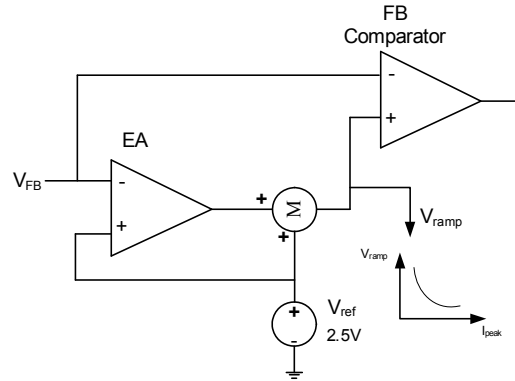 FB
Comparator
-
+
EA
V_FB
-
+
+
M
+
V_ramp
V_ramp
I_peak
+
-
V_ref
2.5V